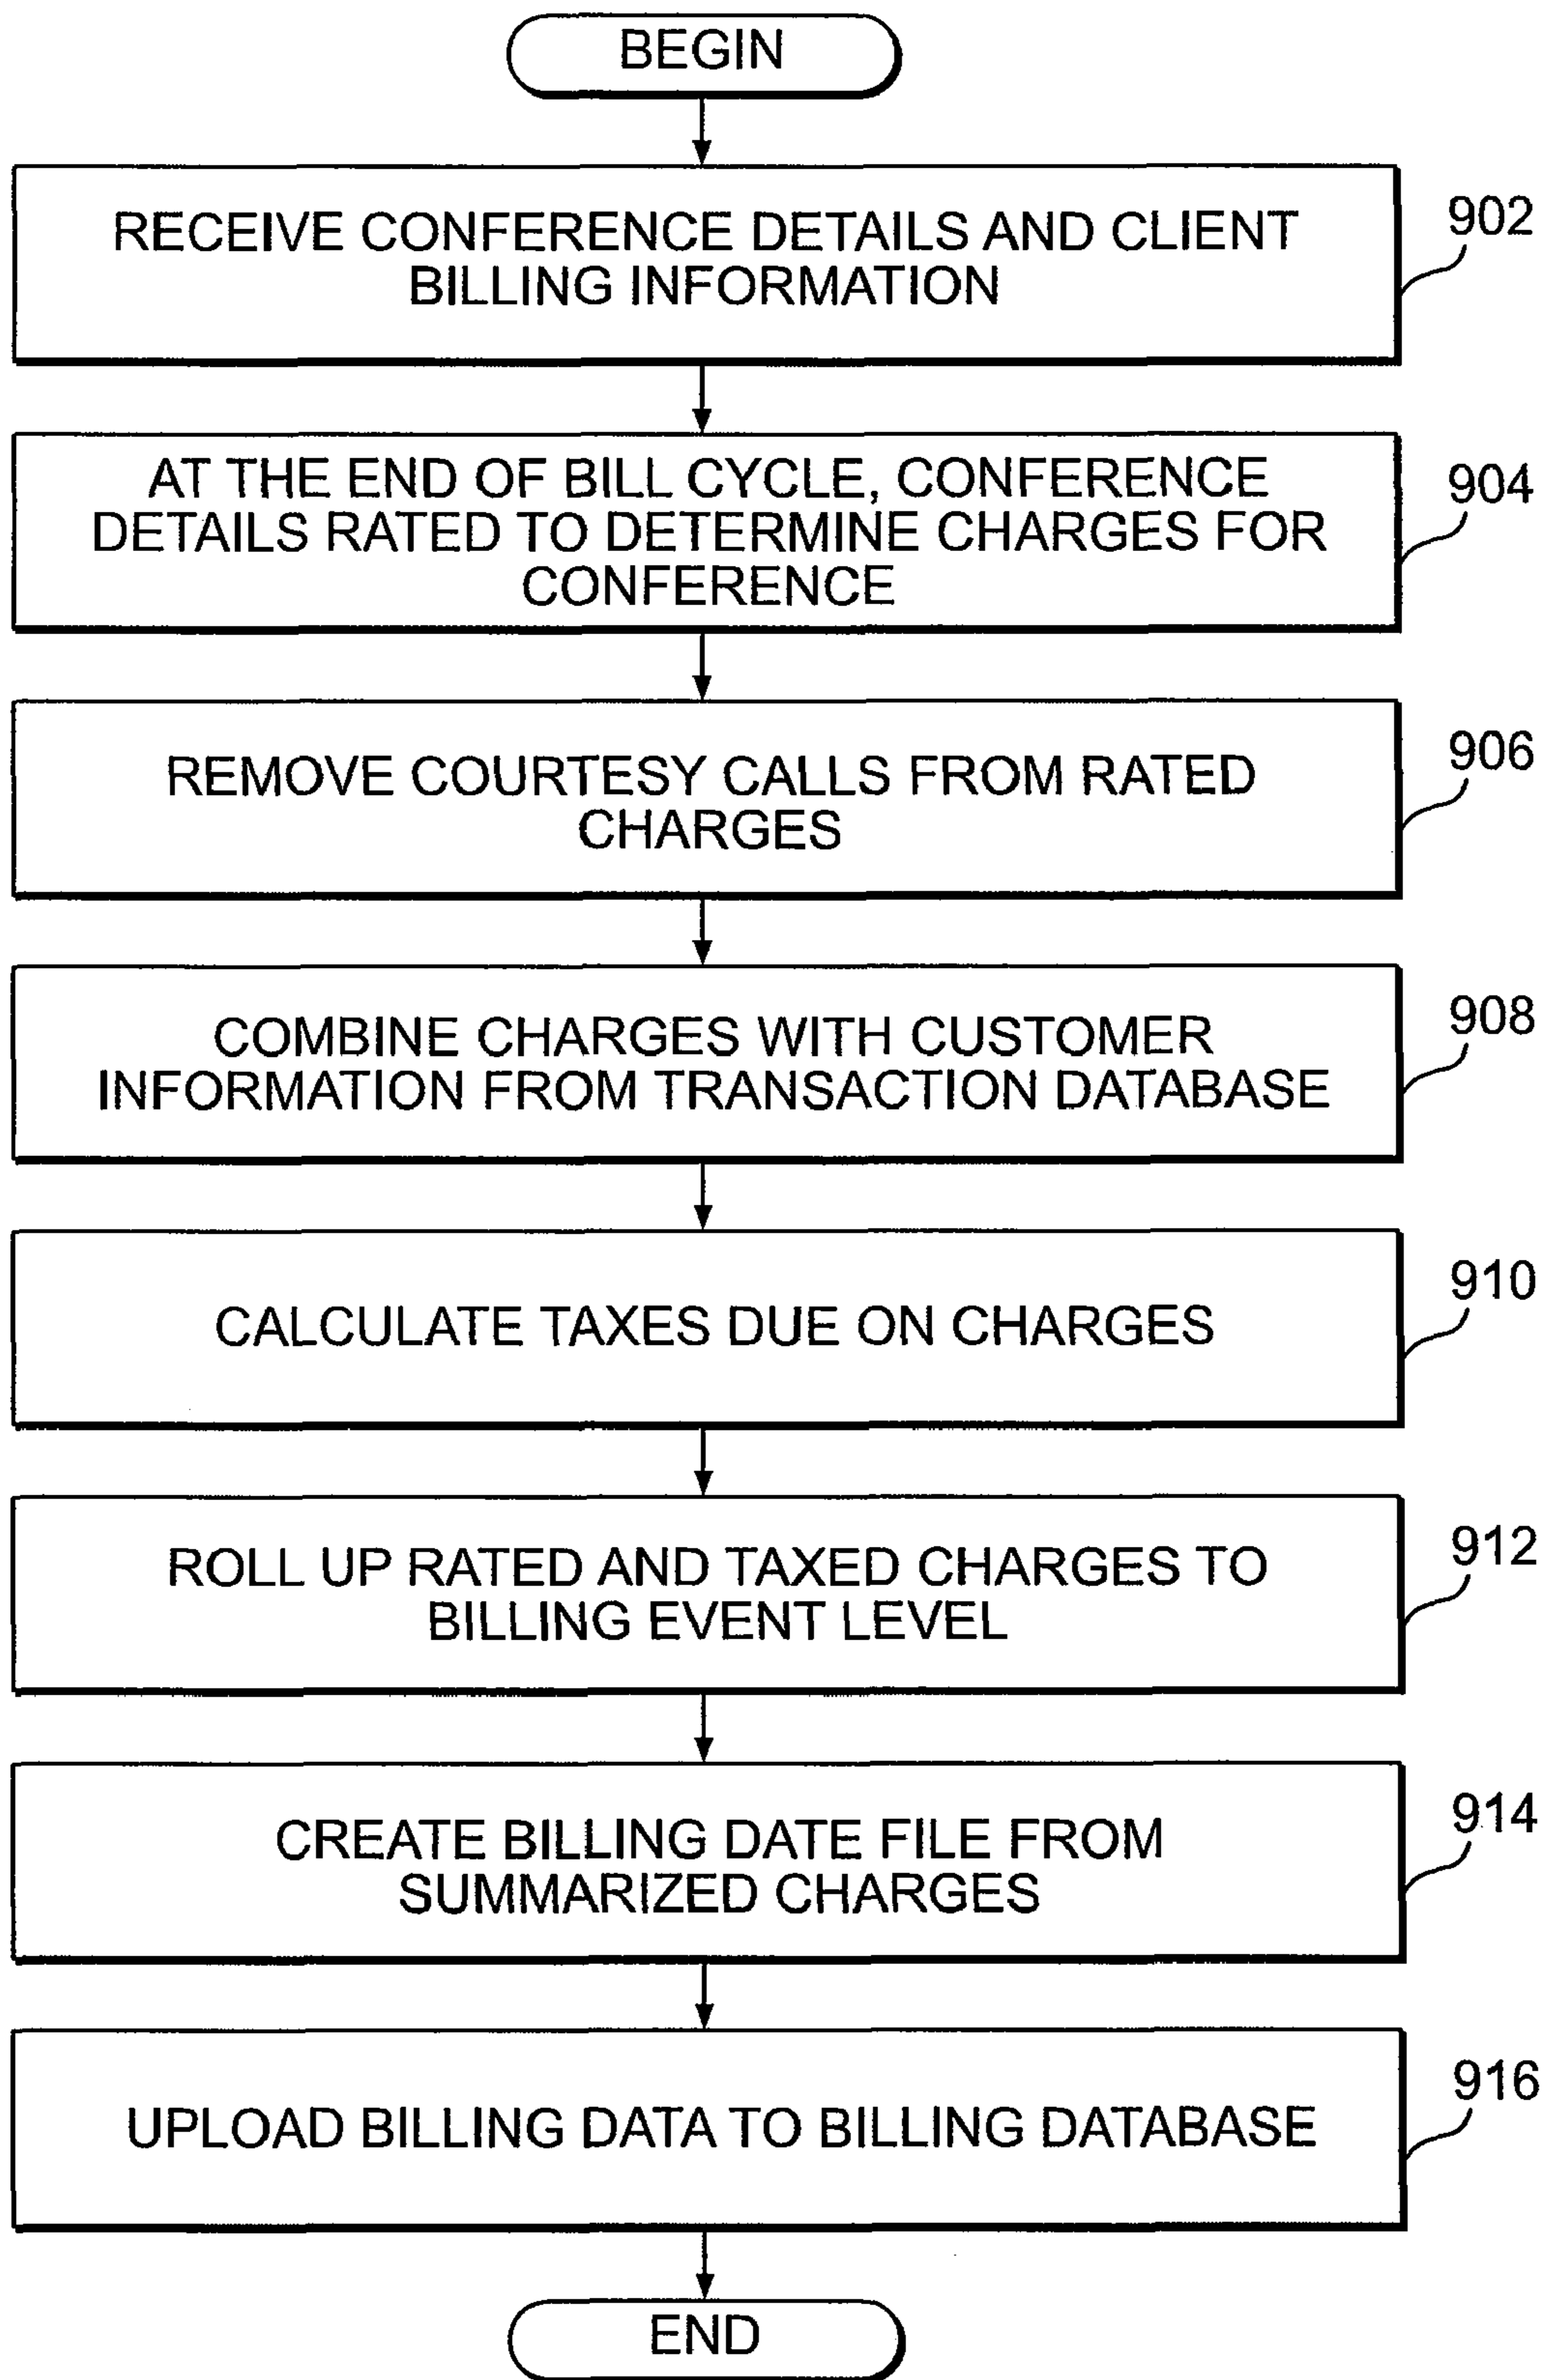 BEGIN
RECEIVE CONFERENCE DETAILS AND CLIENT
BILLING INFORMATION
902
AT THE END OF BILL CYCLE, CONFERENCE
DETAILS RATED TO DETERMINE CHARGES FOR
CONFERENCE
904
REMOVE COURTESY CALLS FROM RATED
CHARGES
906
COMBINE CHARGES WITH CUSTOMER
INFORMATION FROM TRANSACTION DATABASE
908
CALCULATE TAXES DUE ON CHARGES
910
ROLL UP RATED AND TAXED CHARGES TO
BILLING EVENT LEVEL
912
CREATE BILLING DATE FILE FROM
SUMMARIZED CHARGES
914
UPLOAD BILLING DATA TO BILLING DATABASE
916
END